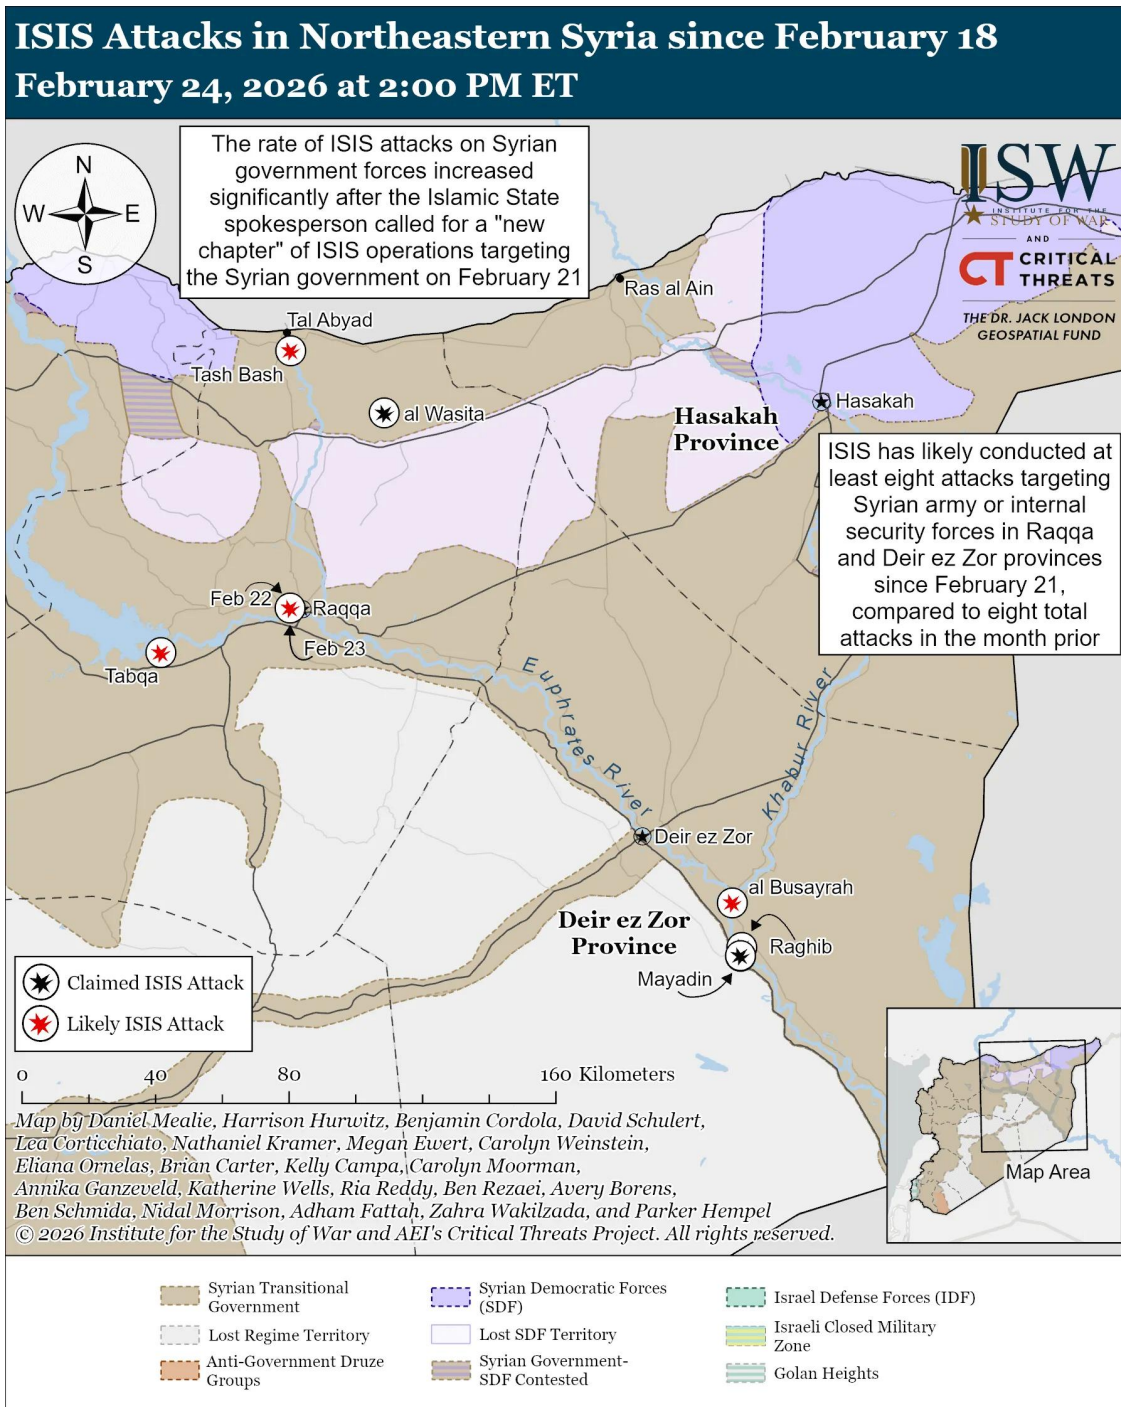 ISIS Attacks in Northeastern Syria since February 18
February 24, 2026 at 2:00 PM ET
The rate of ISIS attacks on Syrian
government forces increased
significantly after the Islamic State
spokesperson called for a "new
chapter" of ISIS operations targeting
the Syrian government on February 21
N
W
E
S
ISW
INSTITUTE FOR THE
STUDY OF WAR
AND
CT CRITICAL
THREATS
THE DR. JACK LONDON
GEOSPATIAL FUND
Ras al Ain
Tal Abyad
Tash Bash
al Wasita
Hasakah
Hasakah
Province
ISIS has likely conducted at
least eight attacks targeting
Syrian army or internal
security forces in Raqqa
and Deir ez Zor provinces
since February 21,
compared to eight total
attacks in the month prior
Feb 22
Raqqa
Feb 23
Tabqa
Euphrates River
Khabur River
Deir ez Zor
al Busayrah
Deir ez Zor
Province
Raghib
Mayadin
Claimed ISIS Attack
Likely ISIS Attack
0 40 80 160 Kilometers
Map by Daniel Mealie, Harrison Hurwitz, Benjamin Cordola, David Schulert,
Lea Corticchiato, Nathaniel Kramer, Megan Ewert, Carolyn Weinstein,
Eliana Ornelas, Brian Carter, Kelly Campa, Carolyn Moorman,
Annika Ganzeveld, Katherine Wells, Ria Reddy, Ben Rezaei, Avery Borens,
Ben Schmida, Nidal Morrison, Adham Fattah, Zahra Wakilzada, and Parker Hempel
© 2026 Institute for the Study of War and AEI's Critical Threats Project. All rights reserved.
Map Area
Syrian Transitional
Government
Lost Regime Territory
Anti-Government Druze
Groups
Syrian Democratic Forces
(SDF)
Lost SDF Territory
Syrian Government-
SDF Contested
Israel Defense Forces (IDF)
Israeli Closed Military
Zone
Golan Heights